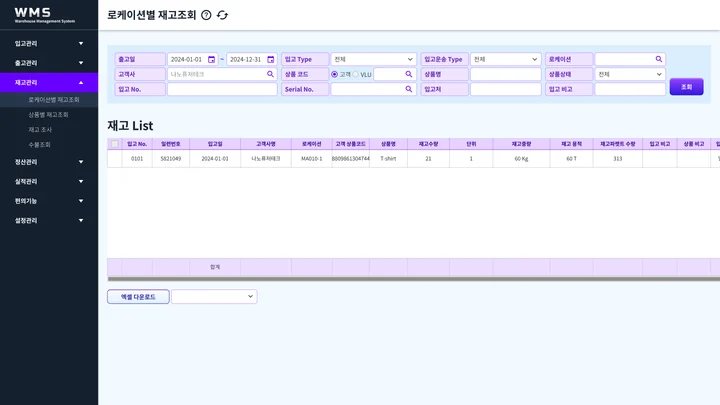 WMS
Warehouse Management System
로케이션별 재고조회
입고관리
출고관리
재고관리
로케이션별 재고조회
상품별 재고조회
재고 조사
수불조회
정산관리
실적관리
편의기능
설정관리
출고일 2024-01-01 ~ 2024-12-31 입고 Type 전체 입고운송 Type 전체 로케이션
고객사 나노퓨처테크 상품 코드 고객 VLU 상품명 상품상태 전체
입고 No. Serial No. 입고처 입고 비고
조회
재고 List
입고 No. 일련번호 입고일 고객사명 로케이션 고객 상품코드 상품명 재고수량 단위 재고중량 재고 용적 재고파렛트 수량 입고 비고 상품 비고
0101 5821049 2024-01-01 나노퓨처테크 MA010-1 8809861304744 T-shirt 21 1 60 Kg 60 T 313
합계
엑셀 다운로드